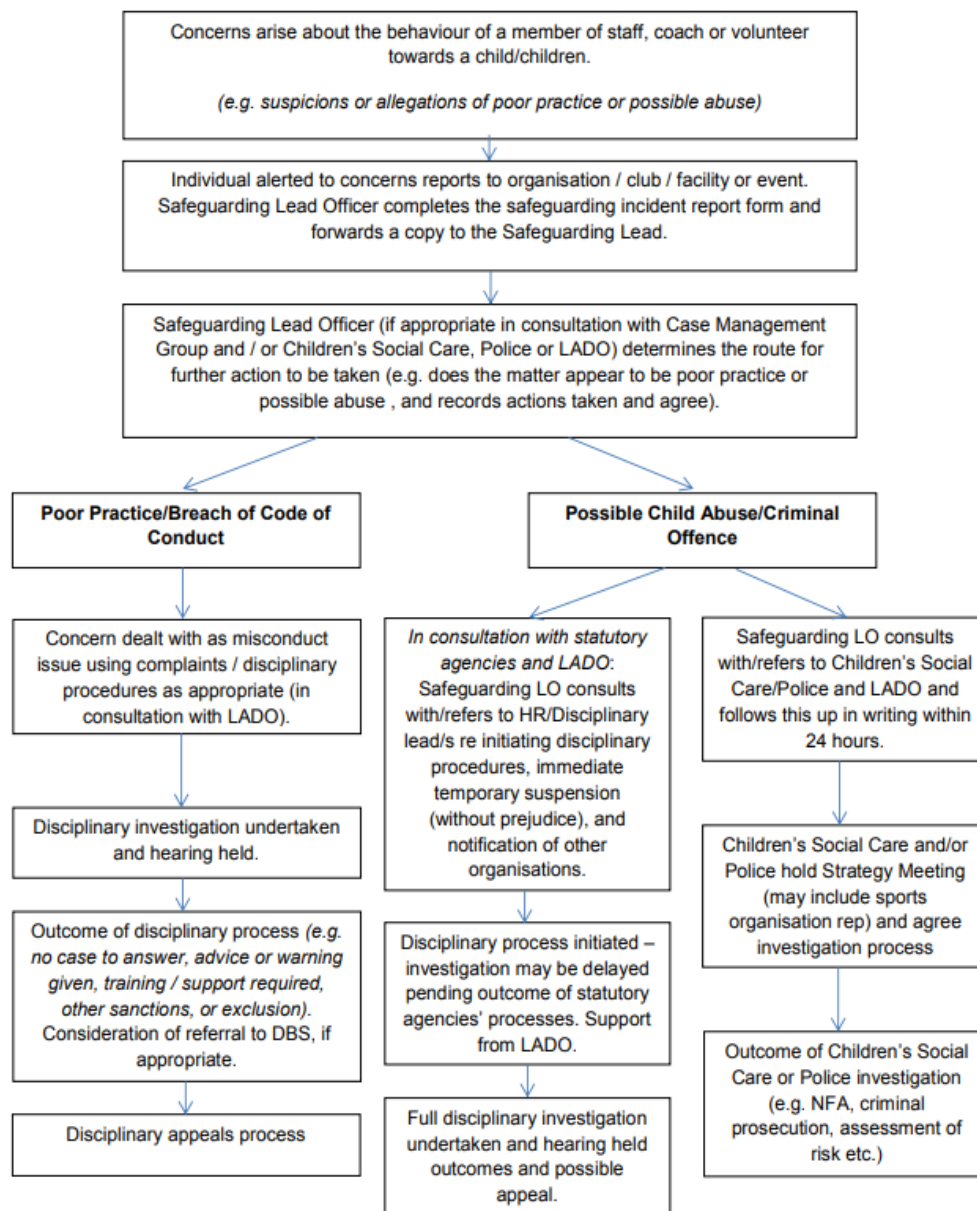 Concerns arise about the behaviour of a member of staff, coach or volunteer
towards a child/children.
(e.g. suspicions or allegations of poor practice or possible abuse)
Individual alerted to concerns reports to organisation / club / facility or event.
Safeguarding Lead Officer completes the safeguarding incident report form and
forwards a copy to the Safeguarding Lead.
Safeguarding Lead Officer (if appropriate in consultation with Case Management
Group and / or Children's Social Care, Police or LADO) determines the route for
further action to be taken (e.g. does the matter appear to be poor practice or
possible abuse , and records actions taken and agree).
Poor Practice/Breach of Code of
Conduct
Concern dealt with as misconduct
issue using complaints / disciplinary
procedures as appropriate (in
consultation with LADO).
Disciplinary investigation undertaken
and hearing held.
Outcome of disciplinary process (e.g.
no case to answer, advice or warning
given, training / support required,
other sanctions, or exclusion).
Consideration of referral to DBS, if
appropriate.
Disciplinary appeals process
Possible Child Abuse/Criminal
Offence
In consultation with statutory
agencies and LADO:
Safeguarding LO consults
with/refers to HR/Disciplinary
lead/s re initiating disciplinary
procedures, immediate
temporary suspension
(without prejudice), and
notification of other
organisations.
Disciplinary process initiated –
investigation may be delayed
pending outcome of statutory
agencies' processes. Support
from LADO.
Full disciplinary investigation
undertaken and hearing held
outcomes and possible
appeal.
Safeguarding LO consults
with/refers to Children's Social
Care/Police and LADO and
follows this up in writing within
24 hours.
Children's Social Care and/or
Police hold Strategy Meeting
(may include sports
organisation rep) and agree
investigation process
Outcome of Children's Social
Care or Police investigation
(e.g. NFA, criminal
prosecution, assessment of
risk etc.)